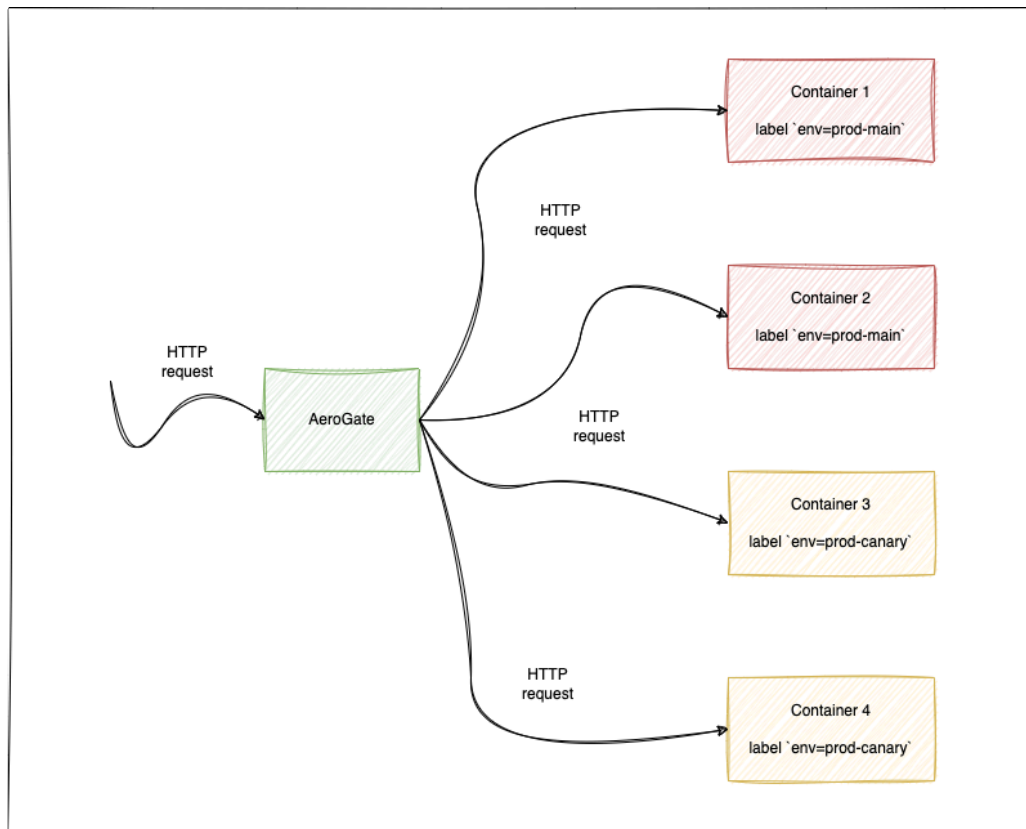 Container 1
label `env=prod-main`
HTTP
request
Container 2
label `env=prod-main`
HTTP
request
AeroGate
HTTP
request
Container 3
label `env=prod-canary`
HTTP
request
Container 4
label `env=prod-canary`